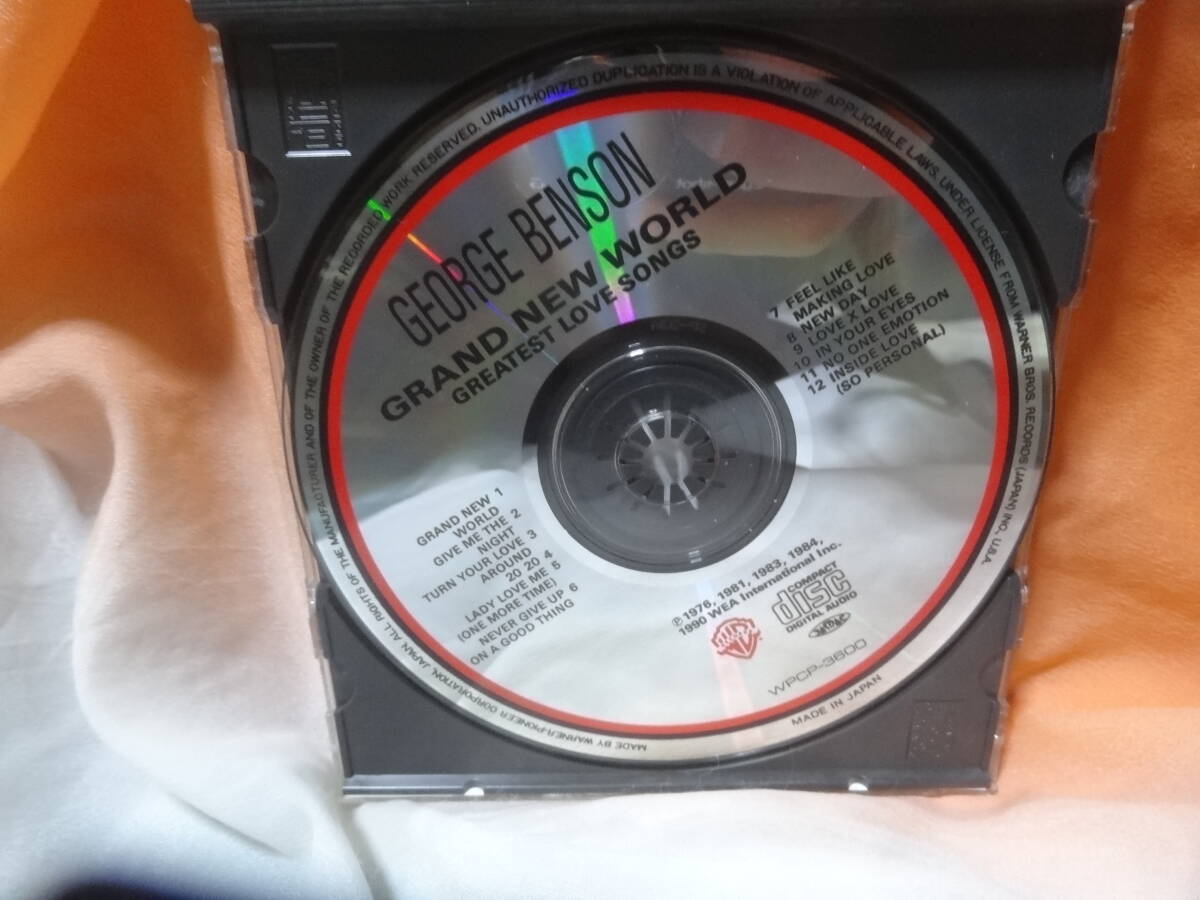 GEORGE BENSON
GRAND NEW WORLD
GREATEST LOVE SONGS
GRAND NEW 1
WORLD
GIVE ME THE 2
NIGHT
TURN YOUR LOVE 3
AROUND
20 20 4
LADY LOVE ME 5
(ONE MORE TIME)
NEVER GIVE UP 6
ON A GOOD THING
7 FEEL LIKE
MAKING LOVE
8 NEW DAY
9 LOVE X LOVE
10 IN YOUR EYES
11 NO ONE EMOTION
12 INSIDE LOVE
(SO PERSONAL)
℗1976, 1981, 1983, 1984,
1990 WEA International Inc.
COMPACT
disc
DIGITAL AUDIO
WPCP-3600
MADE IN JAPAN
MADE BY WARNER-PIONEER CORPORATION, JAPAN ALL RIGHTS OF THE MANUFACTURER AND OF THE OWNER OF THE RECORDED WORK RESERVED. UNAUTHORIZED DUPLICATION IS A VIOLATION OF APPLICABLE LAWS. UNDER LICENSE FROM WARNER BROS. RECORDS (JAPAN) INC., U.S.A.